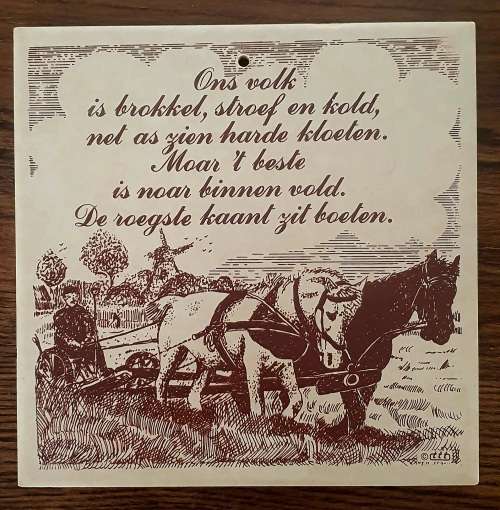 Ons volk
is brokkel, stroef en kold,
net as zien harde kloeten.
Moar 't beste
is noar binnen vold.
De roegste kaant zit boeten.
©